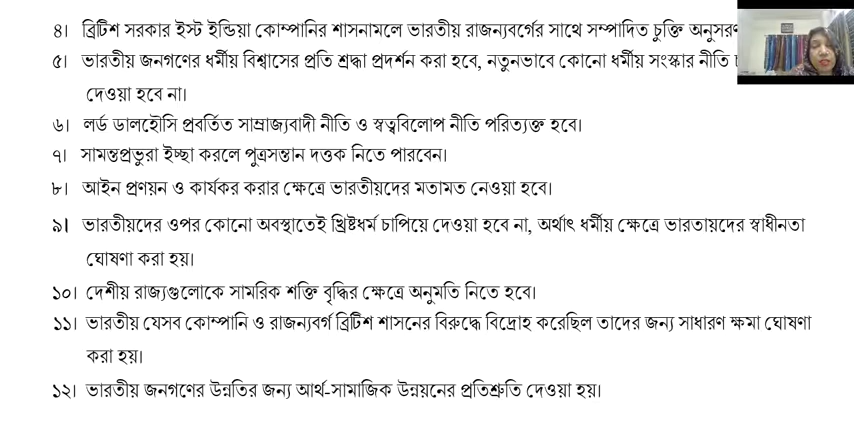 ৪। ব্রিটিশ সরকার ইস্ট ইন্ডিয়া কোম্পানির শাসনামলে ভারতীয় রাজন্যবর্গের সাথে সম্পাদিত চুক্তি
৫। ভারতীয় জনগণের ধর্মীয় বিশ্বাসের প্রতি শ্রদ্ধা প্রদর্শন করা হবে, নতুনভাবে কোনো ধর্মীয় সংস্কার নীতি
দেওয়া হবে না।
৬। লর্ড ডালহৌসি প্রবর্তিত সাম্রাজ্যবাদী নীতি ও স্বত্ববিলোপ নীতি পরিত্যক্ত হবে।
৭। সামন্তপ্রভুরা ইচ্ছা করলে পুত্রসন্তান দত্তক নিতে পারবেন।
৮। আইন প্রণয়ন ও কার্যকর করার ক্ষেত্রে ভারতীয়দের মতামত নেওয়া হবে।
৯। ভারতীয়দের ওপর কোনো অবস্থাতেই খ্রিষ্টধর্ম চাপিয়ে দেওয়া হবে না, অর্থাৎ ধর্মীয় ক্ষেত্রে ভারতায়দের স্বাধীনতা
ঘোষণা করা হয়।
১০। দেশীয় রাজ্যগুলোকে সামরিক শক্তি বৃদ্ধির ক্ষেত্রে অনুমতি নিতে হবে।
১১। ভারতীয় যেসব কোম্পানি ও রাজন্যবর্গ ব্রিটিশ শাসনের বিরুদ্ধে বিদ্রোহ করেছিল তাদের জন্য সাধারণ ক্ষমা ঘোষণা
করা হয়।
১২। ভারতীয় জনগণের উন্নতির জন্য আর্থ-সামাজিক উন্নয়নের প্রতিশ্রুতি দেওয়া হয়।